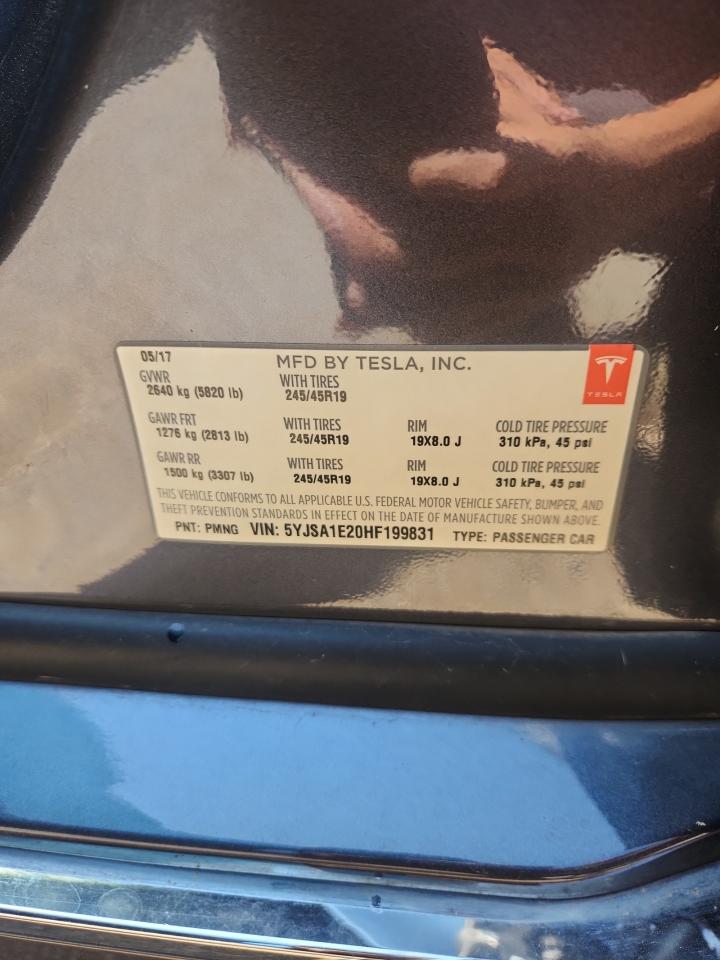 05/17
MFD BY TESLA, INC.
TESLA
GVWR WITH TIRES
2640 kg (5820 lb) 245/45R19
GAWR FRT WITH TIRES RIM COLD TIRE PRESSURE
1276 kg (2813 lb) 245/45R19 19X8.0 J 310 kPa, 45 psi
GAWR RR WITH TIRES RIM COLD TIRE PRESSURE
1500 kg (3307 lb) 245/45R19 19X8.0 J 310 kPa, 45 psi
THIS VEHICLE CONFORMS TO ALL APPLICABLE U.S. FEDERAL MOTOR VEHICLE SAFETY, BUMPER, AND
THEFT PREVENTION STANDARDS IN EFFECT ON THE DATE OF MANUFACTURE SHOWN ABOVE.
PNT: PMNG VIN: 5YJSA1E20HF199831 TYPE: PASSENGER CAR